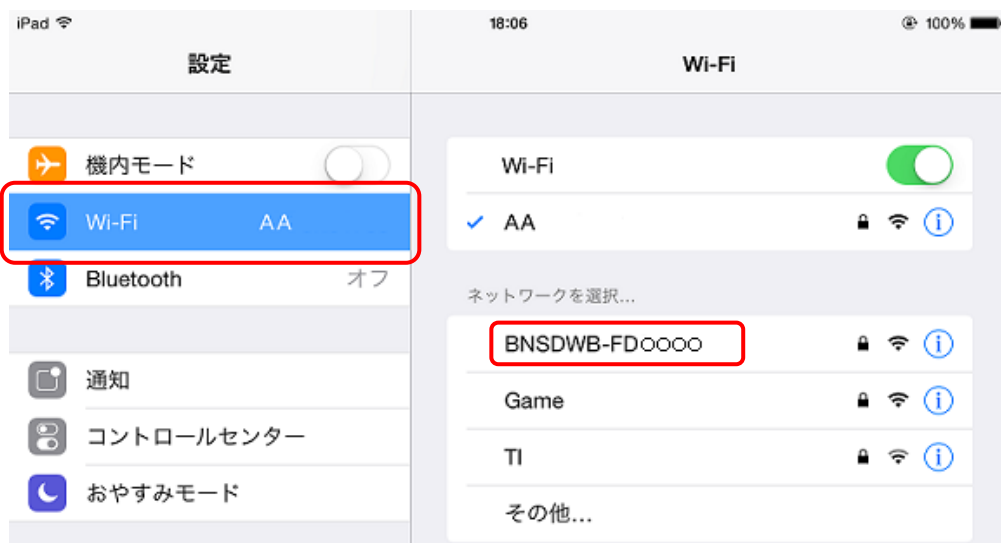 iPad 18:06 100%
設定
機内モード
Wi-Fi AA
Bluetooth オフ
通知
コントロールセンター
おやすみモード
Wi-Fi
Wi-Fi
AA
ネットワークを選択...
BNSDWB-FD○○○○
Game
TI
その他...